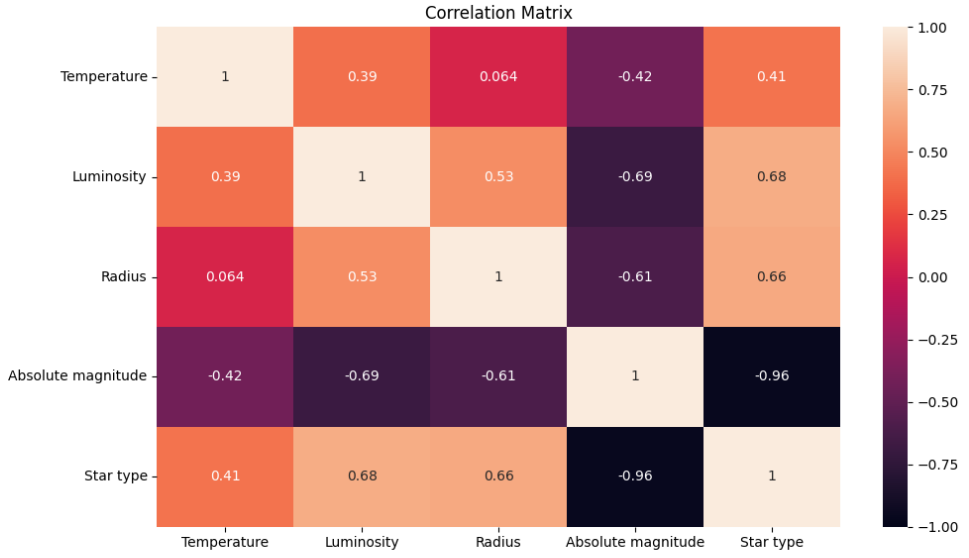 Correlation Matrix
Temperature 1 0.39 0.064 -0.42 0.41
Luminosity 0.39 1 0.53 -0.69 0.68
Radius 0.064 0.53 1 -0.61 0.66
Absolute magnitude -0.42 -0.69 -0.61 1 -0.96
Star type 0.41 0.68 0.66 -0.96 1
Temperature Luminosity Radius Absolute magnitude Star type
1.00
0.75
0.50
0.25
0.00
−0.25
−0.50
−0.75
−1.00